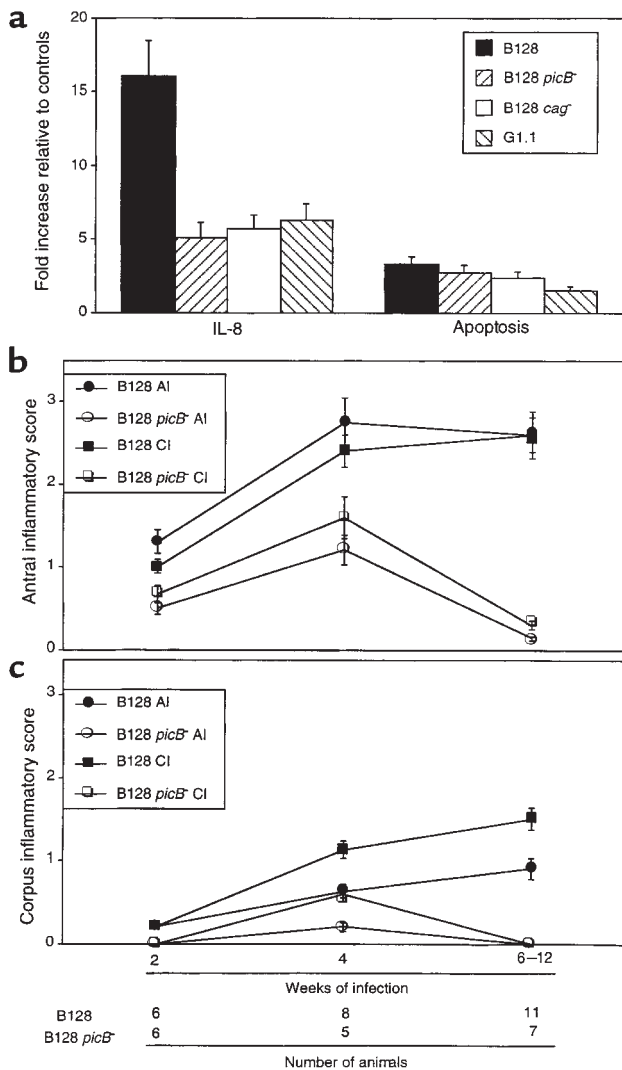 a
Fold increase relative to controls
20
15
10
5
0
B128
B128 picB-
B128 cag-
G1.1
IL-8 Apoptosis
b
Antral inflammatory score
3
2
1
0
B128 AI
B128 picB- AI
B128 CI
B128 picB- CI
c
Corpus inflammatory score
3
2
1
0
B128 AI
B128 picB- AI
B128 CI
B128 picB- CI
2 4 6–12
Weeks of infection
B128 6 8 11
B128 picB- 6 5 7
Number of animals